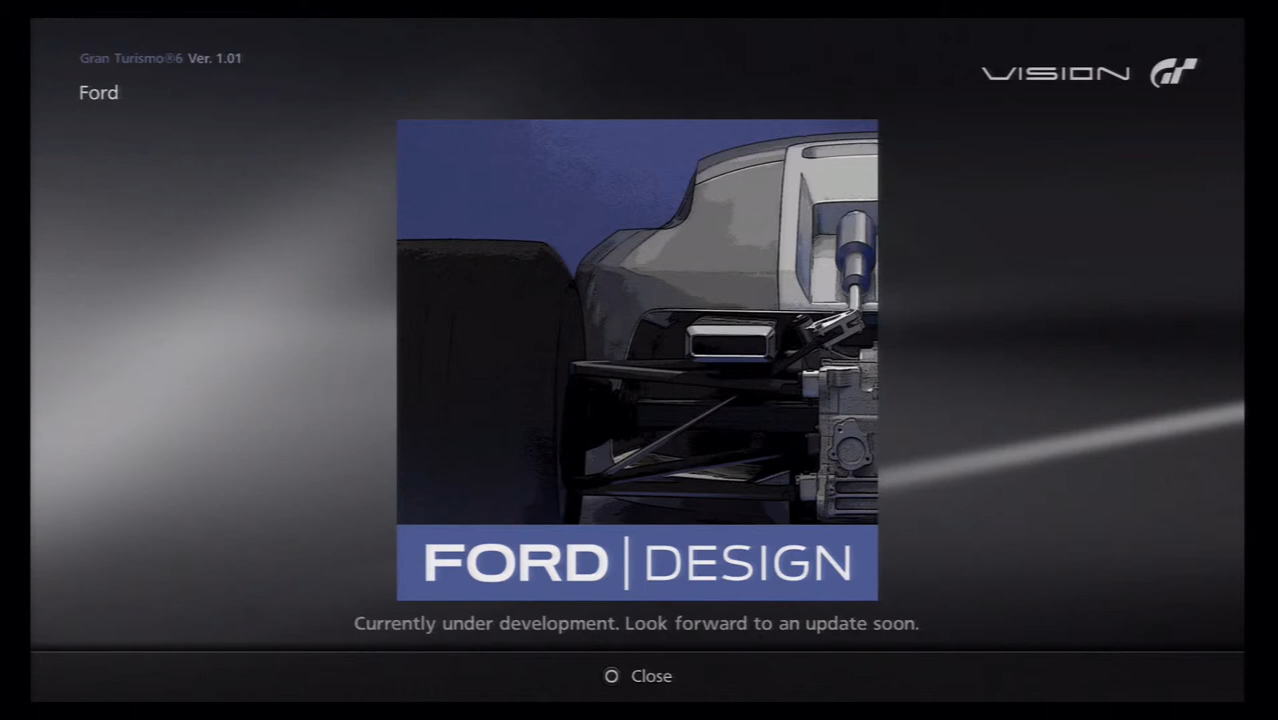 Gran Turismo®6 Ver. 1.01
VISION GT
Ford
FORD | DESIGN
Currently under development. Look forward to an update soon.
O Close